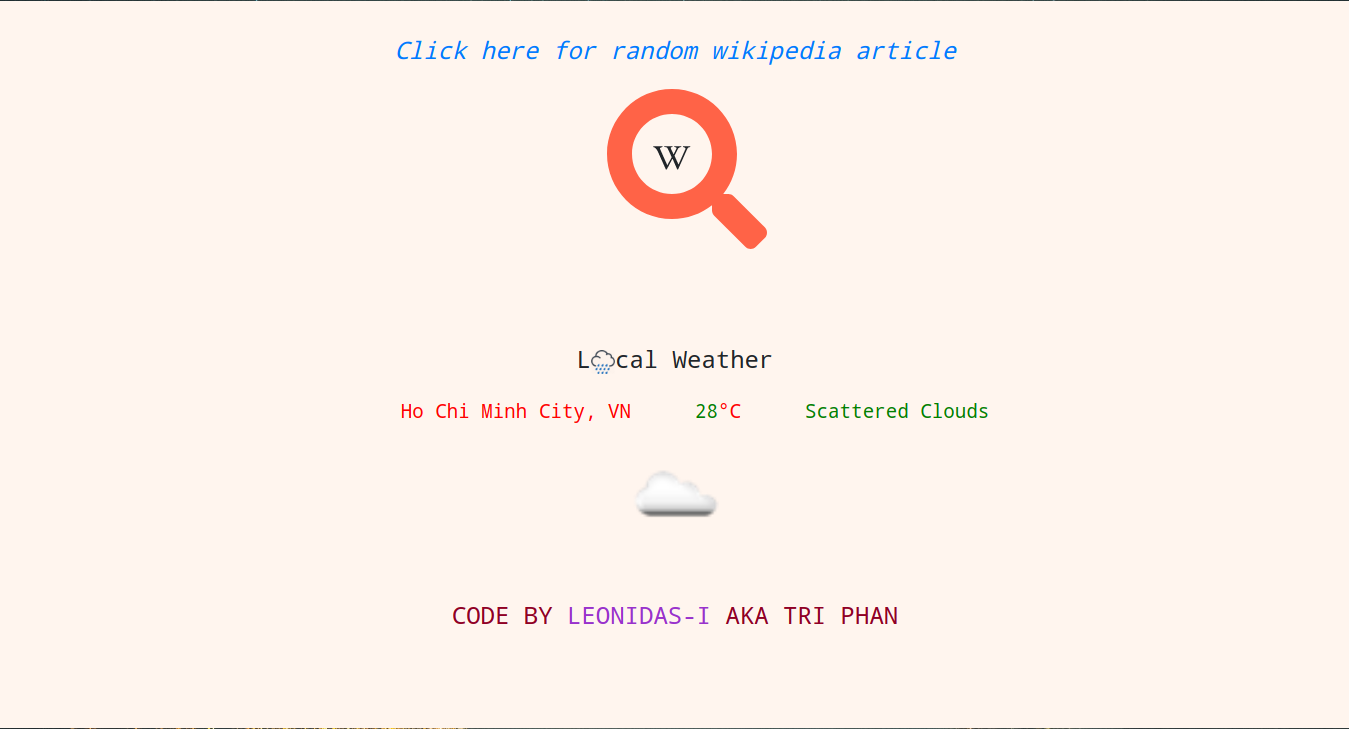 Click here for random wikipedia article
W
Local Weather
Ho Chi Minh City, VN 28°C Scattered Clouds
CODE BY LEONIDAS-I AKA TRI PHAN